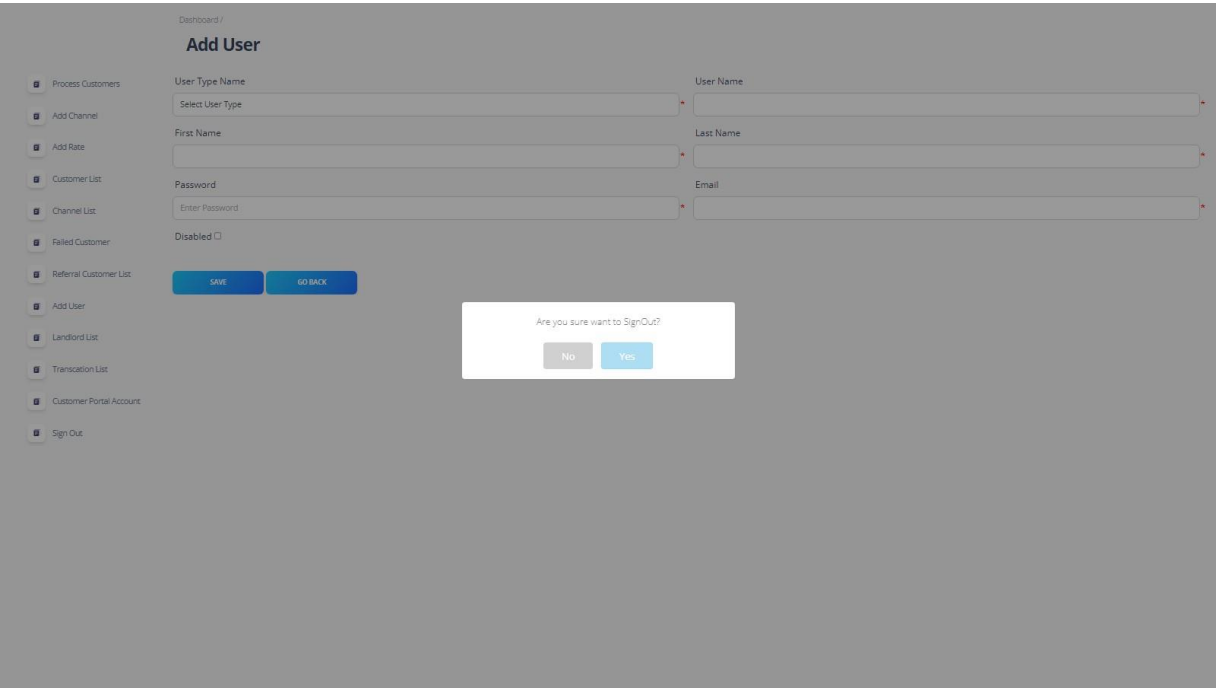 Dashboard /
Add User
Process Customers
Add Channel
Add Rate
Customer List
Channel List
Failed Customer
Referral Customer List
Add User
Landlord List
Transcation List
Customer Portal Account
Sign Out
User Type Name
Select User Type
*
User Name
*
First Name
*
Last Name
*
Password
Enter Password
*
Email
*
Disabled
SAVE
GO BACK
Are you sure want to SignOut?
No
Yes